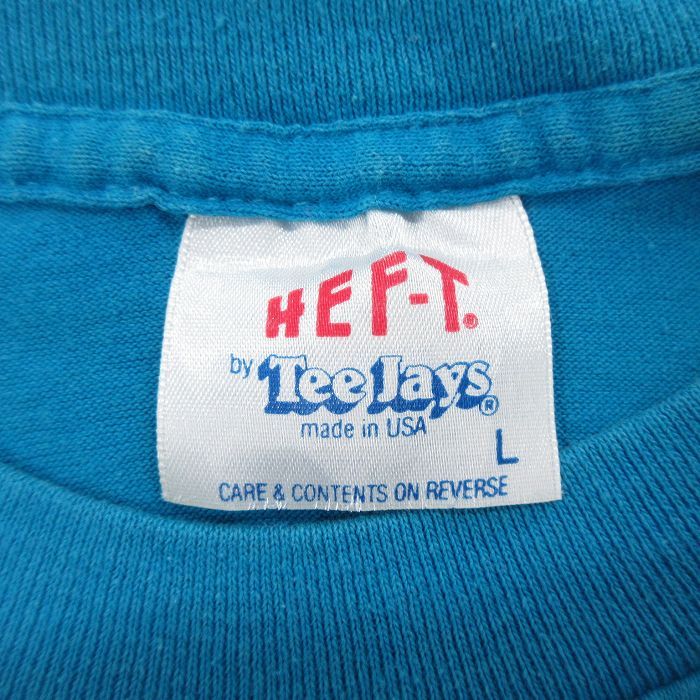 HEF-T®
by Tee Jays®
made in USA
L
CARE & CONTENTS ON REVERSE